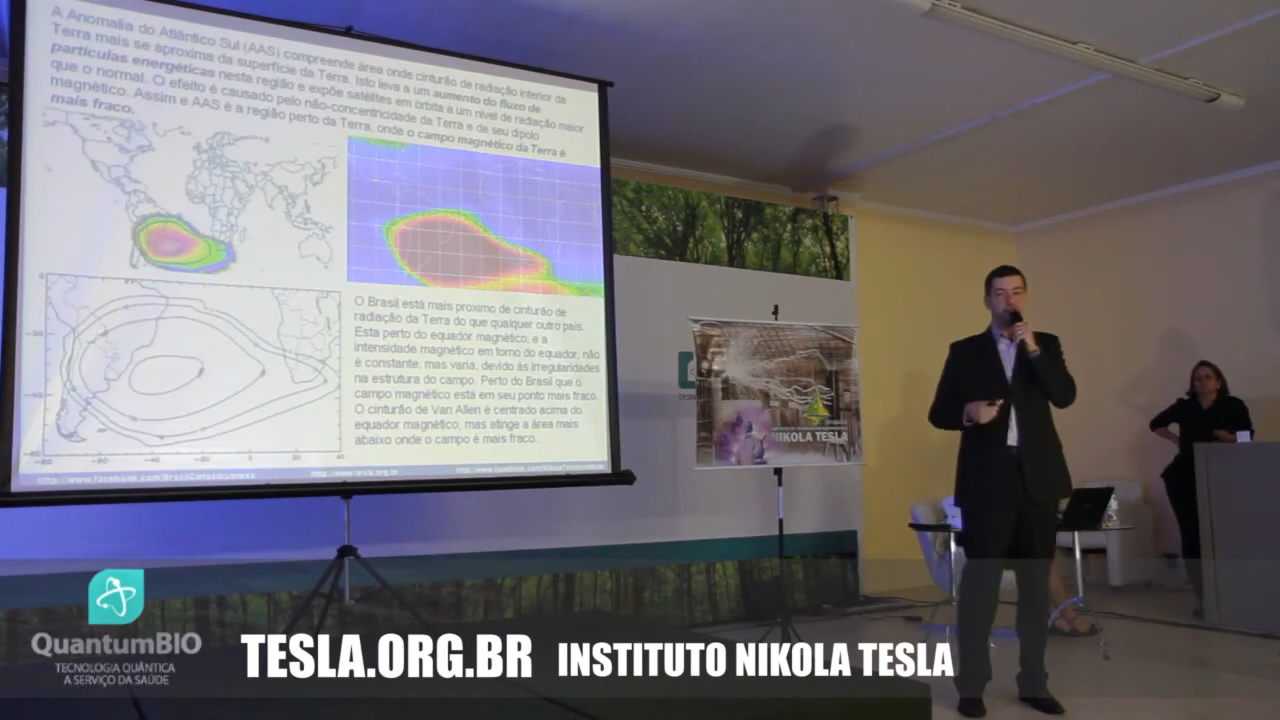 A Anomalia do Atlântico Sul (AAS) compreende área onde cinturão de radiação interior da
Terra mais se aproxima da superfície da Terra. Isto leva a um aumento do fluxo de
partículas energéticas nesta região e expõe satélites em órbita a um nível de radiação maior
que o normal. O efeito é causado pelo não-concentricidade da Terra e de seu dipolo
magnético. Assim e AAS é a região perto da Terra, onde o campo magnético da Terra é
mais fraco.
O Brasil está mais proximo de cinturão de
radiação da Terra do que qualquer outro país.
Esta perto do equador magnético, e a
intensidade magnético em torno do equador, não
é constante, mas varia, devido às irregularidades
na estrutura do campo. Perto do Brasil que o
campo magnético está em seu ponto mais fraco.
O cinturão de Van Allen é centrado acima do
equador magnético, mas atinge a área mais
abaixo onde o campo é mais fraco.
http://www.tesla.org.br
NIKOLA TESLA
QuantumBIO
TECNOLOGIA QUÂNTICA
A SERVIÇO DA SAÚDE
TESLA.ORG.BR INSTITUTO NIKOLA TESLA